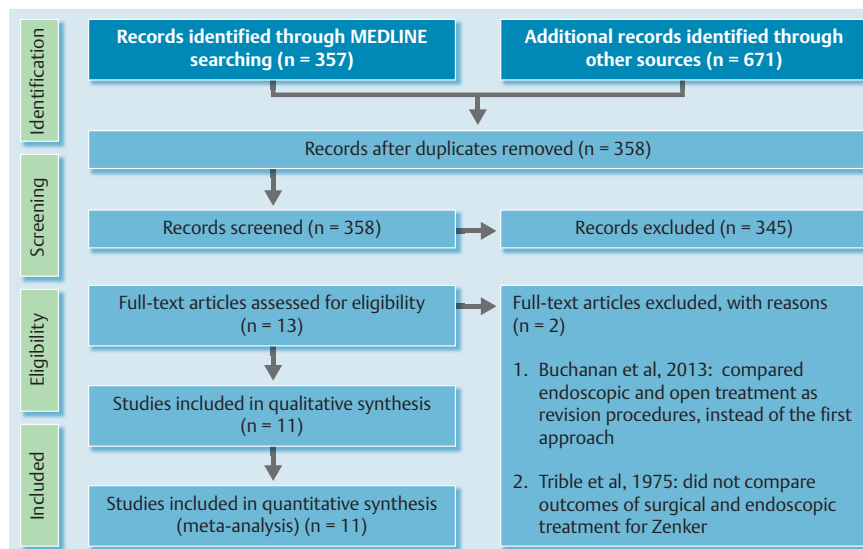 Identification
Records identified through MEDLINE
searching (n = 357)
Additional records identified through
other sources (n = 671)
Records after duplicates removed (n = 358)
Screening
Records screened (n = 358)
Records excluded (n = 345)
Eligibility
Full-text articles assessed for eligibility
(n = 13)
Full-text articles excluded, with reasons
(n = 2)
1. Buchanan et al, 2013: compared
endoscopic and open treatment as
revision procedures, instead of the first
approach
2. Trible et al, 1975: did not compare
outcomes of surgical and endoscopic
treatment for Zenker
Studies included in qualitative synthesis
(n = 11)
Included
Studies included in quantitative synthesis
(meta-analysis) (n = 11)